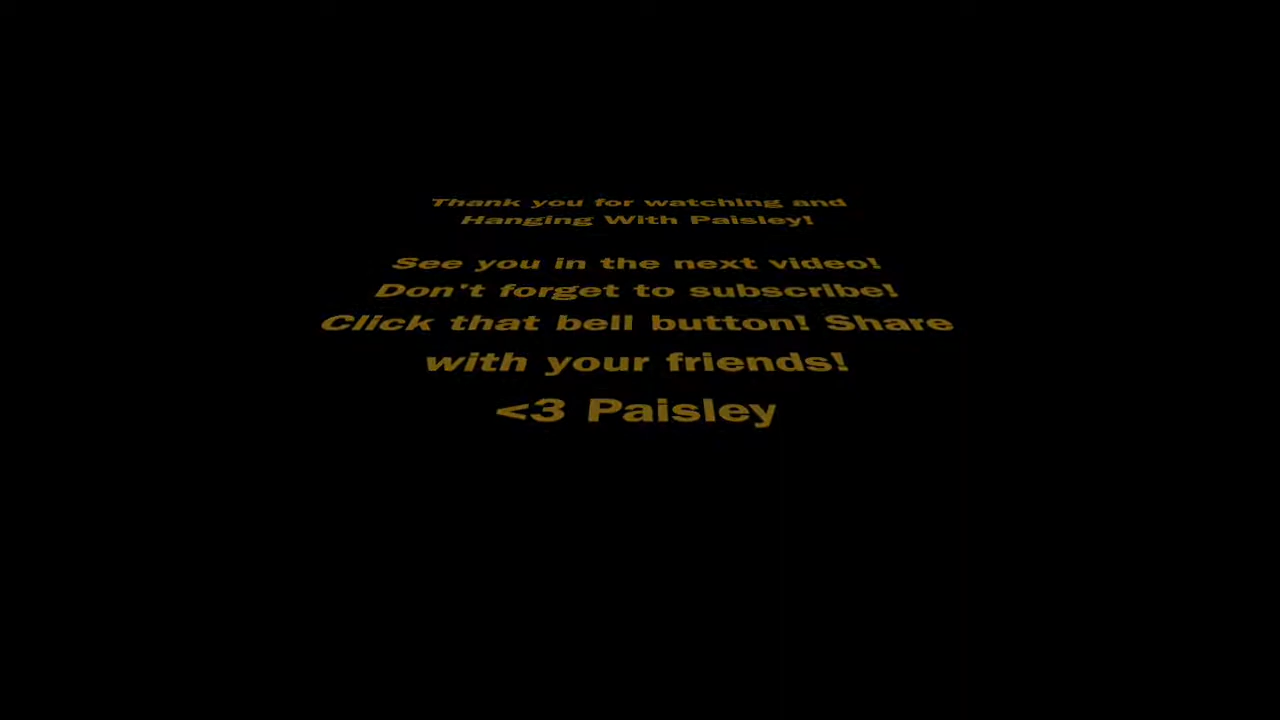 Thank you for watching and
Hanging With Paisley!
See you in the next video!
Don't forget to subscribe!
Click that bell button! Share
with your friends!
<3 Paisley